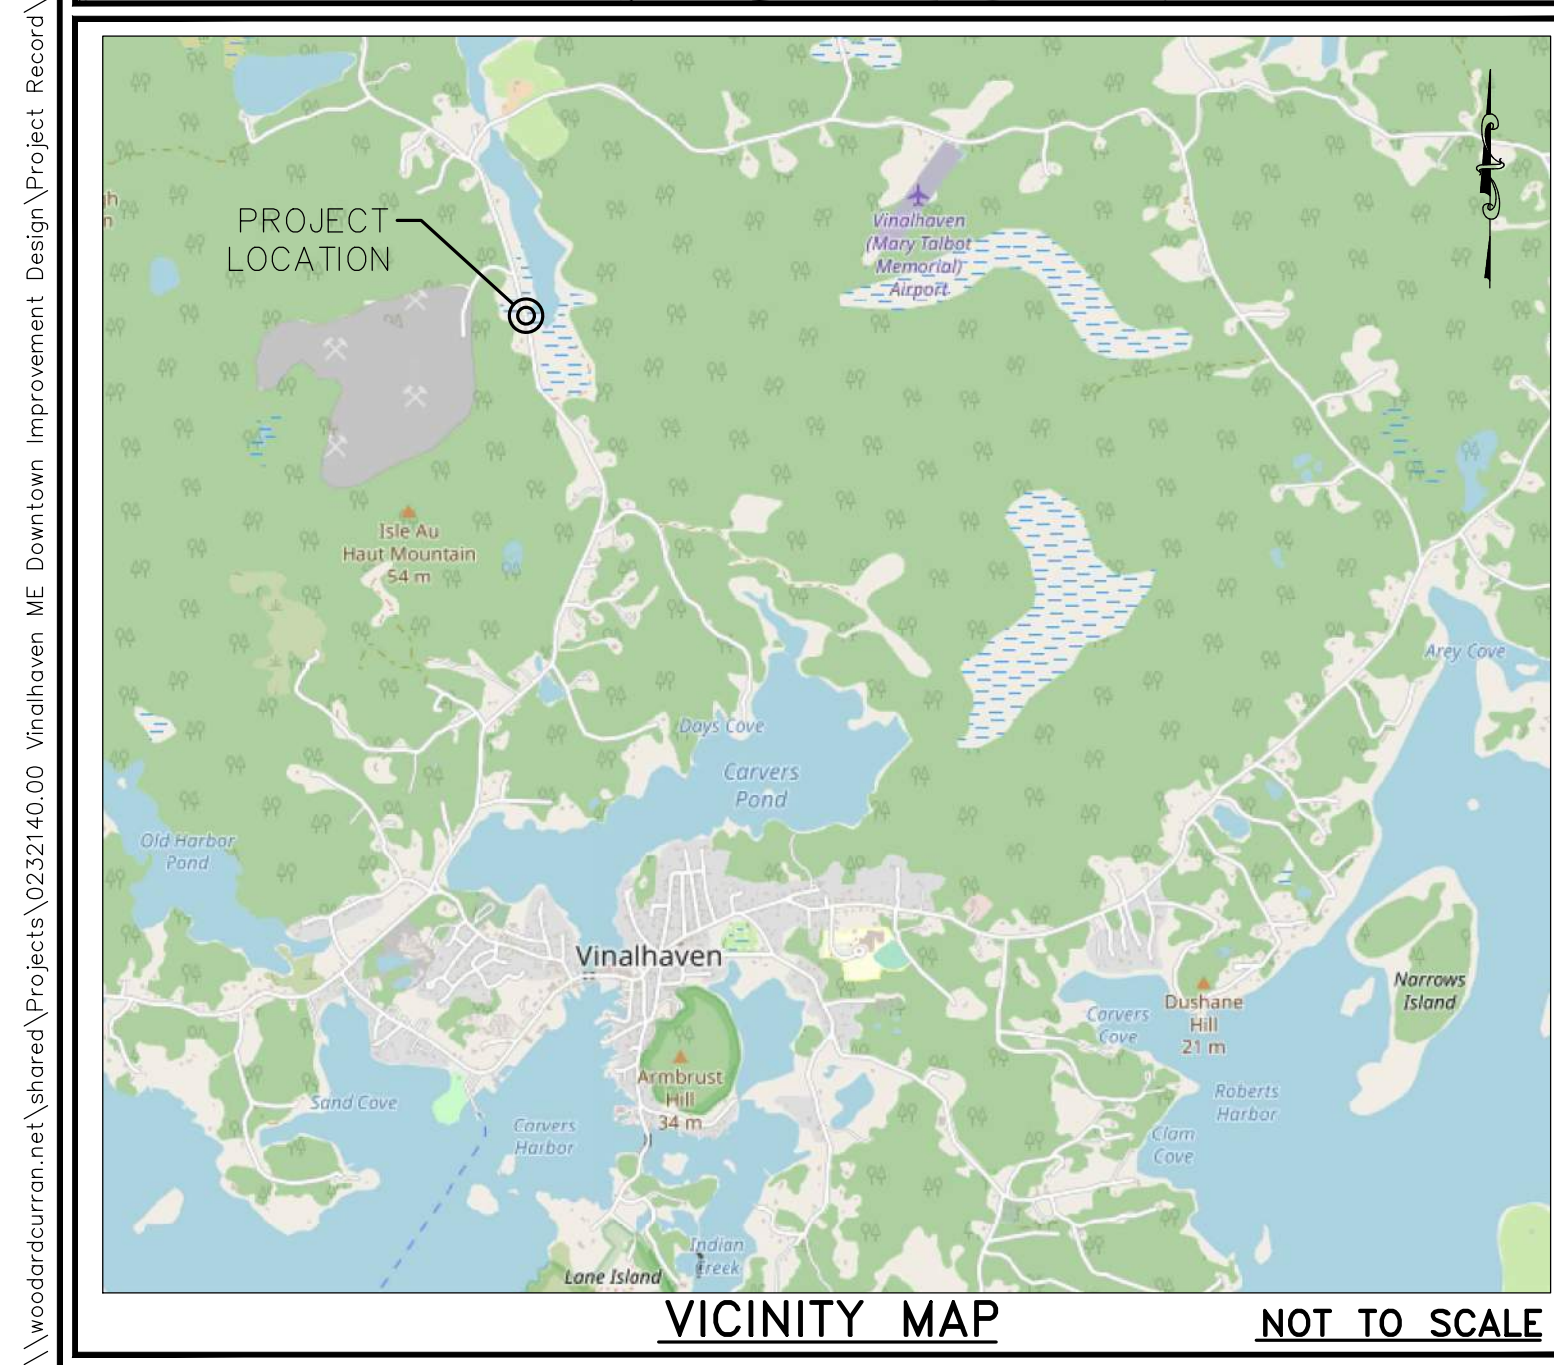 \\woodardcurran.net\shared\Projects\0232140.00 Vinalhaven ME Downtown Improvement Design\Project Record\
PROJECT
LOCATION
Vinalhaven
(Mary Talbot
Memorial)
Airport
Isle Au
Haut Mountain
54 m
Arey Cove
Days Cove
Carvers
Pond
Old Harbor
Pond
Vinalhaven
Narrows
Island
Dushane
Hill
21 m
Carvers
Cove
Armbrust
Hill
34 m
Sand Cove
Carvers
Harbor
Roberts
Harbor
Clam
Cove
Indian
Creek
Lane Island
VICINITY MAP
NOT TO SCALE